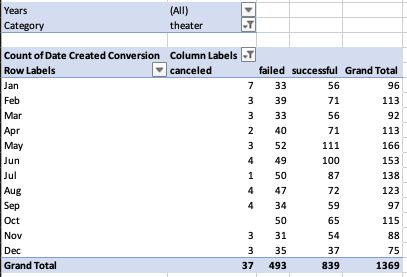 Years (All)
Category theater
Count of Date Created Conversion Column Labels
Row Labels canceled failed successful Grand Total
Jan 7 33 56 96
Feb 3 39 71 113
Mar 3 33 56 92
Apr 2 40 71 113
May 3 52 111 166
Jun 4 49 100 153
Jul 1 50 87 138
Aug 4 47 72 123
Sep 4 34 59 97
Oct 50 65 115
Nov 3 31 54 88
Dec 3 35 37 75
Grand Total 37 493 839 1369